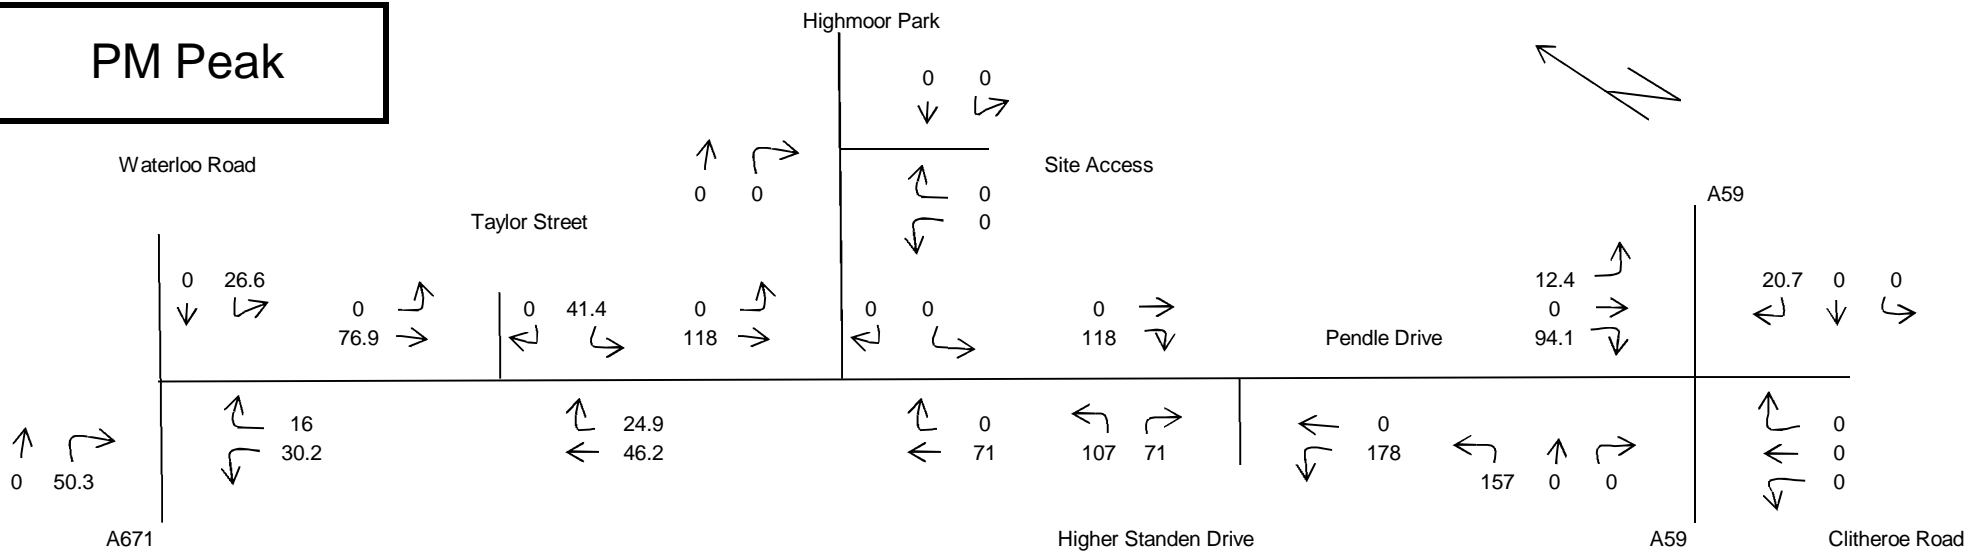 Highmoor Park
PM Peak
0 0
Waterloo Road
Site Access
0 0
0
0
A59
Taylor Street
0 26.6
0
76.9
0 41.4
0
118
0 0
0
118
Pendle Drive
12.4
0
94.1
20.7 0 0
16
30.2
0 50.3
24.9
46.2
0
71
107 71
0
178
157 0 0
0
0
0
A671
Higher Standen Drive
A59
Clitheroe Road